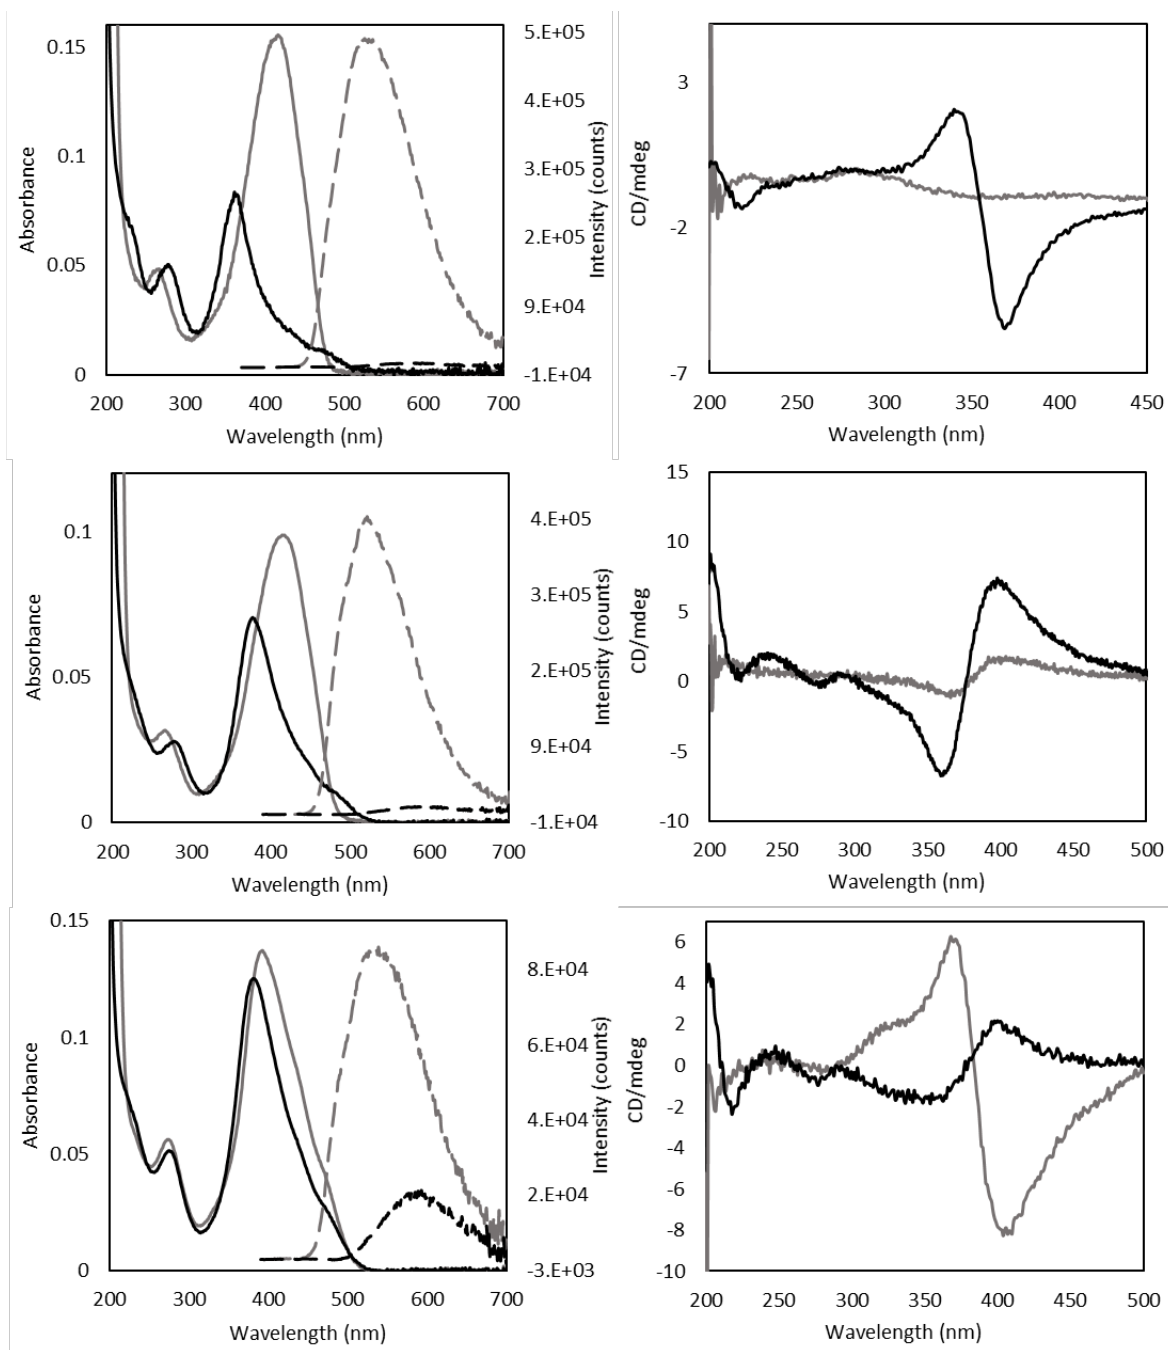 0.15
0.1
0.05
0
Absorbance
5.E+05
4.E+05
3.E+05
2.E+05
9.E+04
-1.E+04
Intensity (counts)
200 300 400 500 600 700
Wavelength (nm)
3
-2
-7
CD/mdeg
200 250 300 350 400 450
Wavelength (nm)
0.1
0.05
0
Absorbance
4.E+05
3.E+05
2.E+05
9.E+04
-1.E+04
Intensity (counts)
200 300 400 500 600 700
Wavelength (nm)
15
10
5
0
-5
-10
CD/mdeg
200 250 300 350 400 450 500
Wavelength (nm)
0.15
0.1
0.05
0
Absorbance
8.E+04
6.E+04
4.E+04
2.E+04
-3.E+03
Intensity (counts)
200 300 400 500 600 700
Wavelength (nm)
6
4
2
0
-2
-4
-6
-8
-10
CD/mdeg
200 250 300 350 400 450 500
Wavelength (nm)